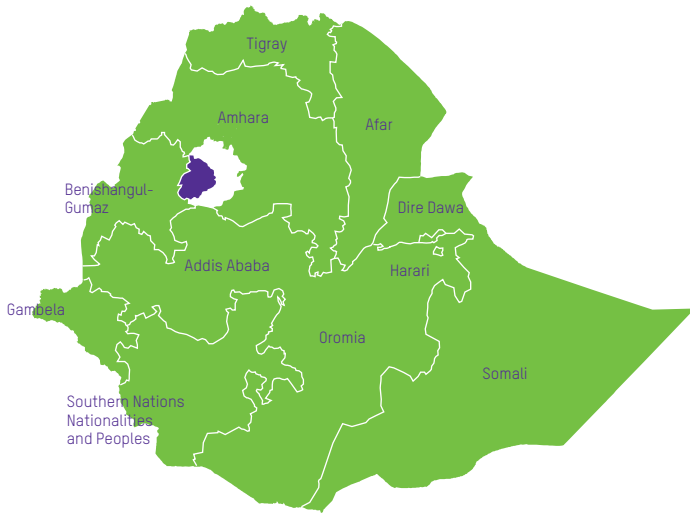 Tigray
Amhara
Afar
Benishangul-
Gumaz
Dire Dawa
Addis Ababa
Harari
Gambela
Oromia
Somali
Southern Nations
Nationalities
and Peoples